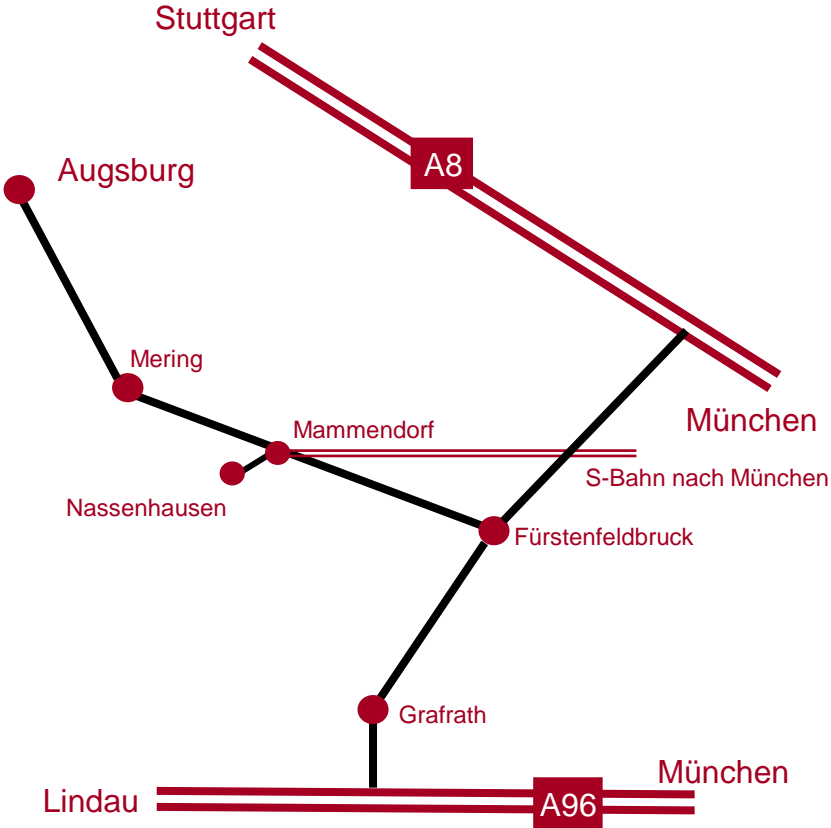 Stuttgart
A8
Augsburg
Mering
München
Mammendorf
S-Bahn nach München
Nassenhausen
Fürstenfeldbruck
Grafrath
München
Lindau
A96